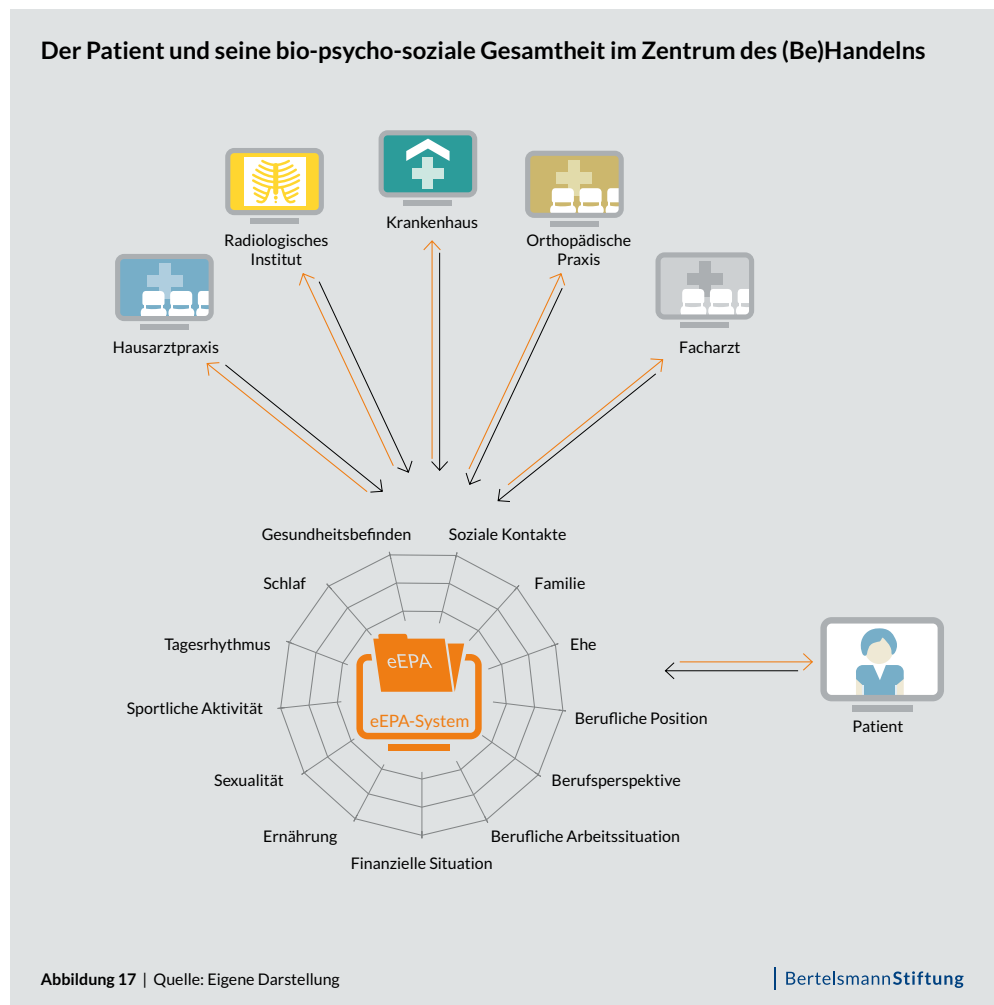 Der Patient und seine bio-psycho-soziale Gesamtheit im Zentrum des (Be)Handelns
Krankenhaus
Radiologisches
Institut
Orthopädische
Praxis
Hausarztpraxis
Facharzt
Gesundheitsbefinden
Soziale Kontakte
Schlaf
Familie
Tagesrhythmus
Ehe
eEPA
Sportliche Aktivität
eEPA-System
Berufliche Position
Patient
Sexualität
Berufsperspektive
Ernährung
Berufliche Arbeitssituation
Finanzielle Situation
Abbildung 17 | Quelle: Eigene Darstellung
BertelsmannStiftung